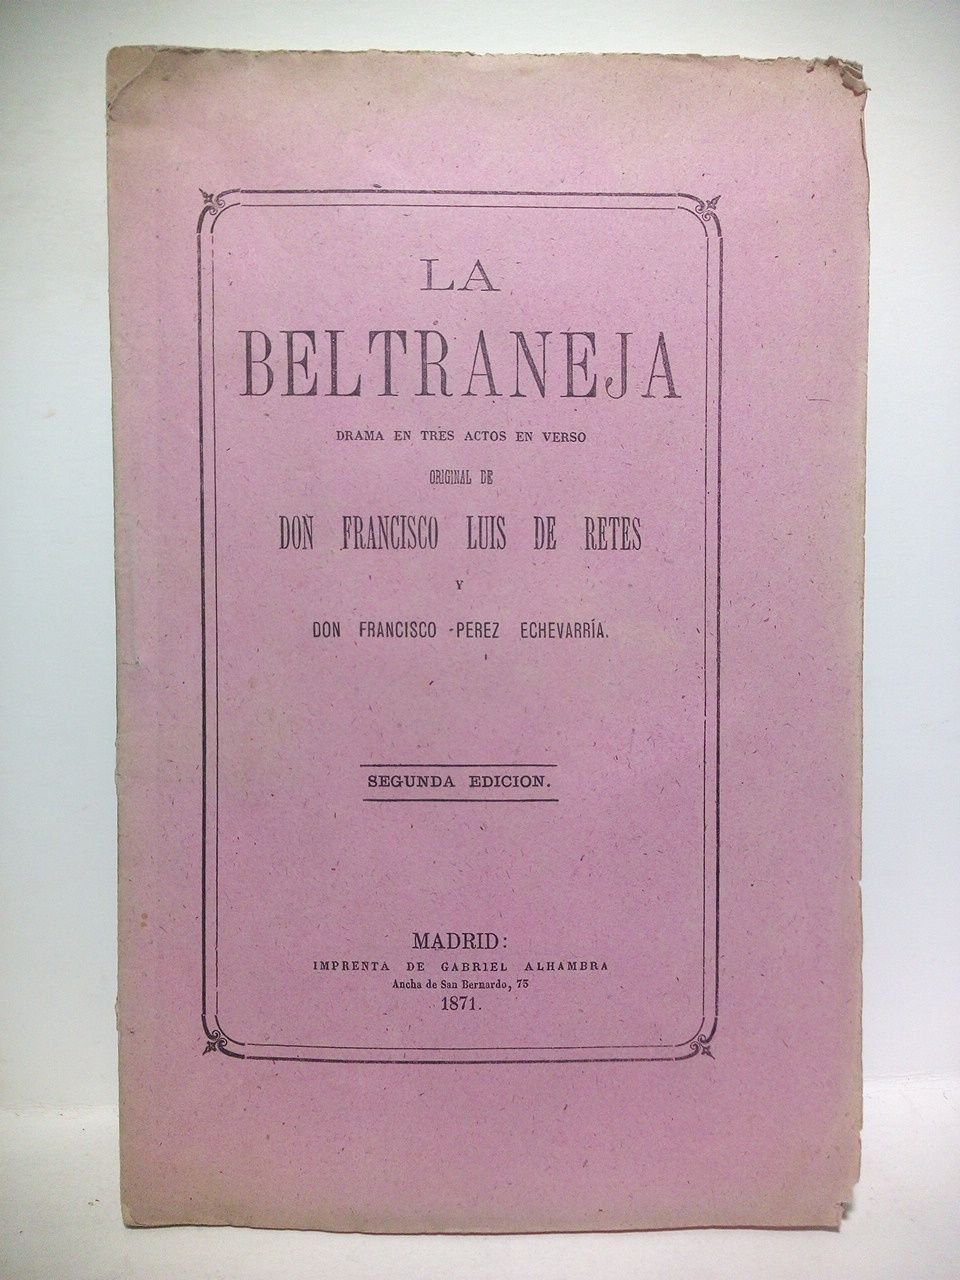 LA
BELTRANEJA
DRAMA EN TRES ACTOS EN VERSO
ORIGINAL DE
DON FRANCISCO LUIS DE RETES
Y
DON FRANCISCO PEREZ ECHEVARRÍA.
SEGUNDA EDICION.
MADRID:
IMPRENTA DE GABRIEL ALHAMBRA
Ancha de San Bernardo, 73
1871.